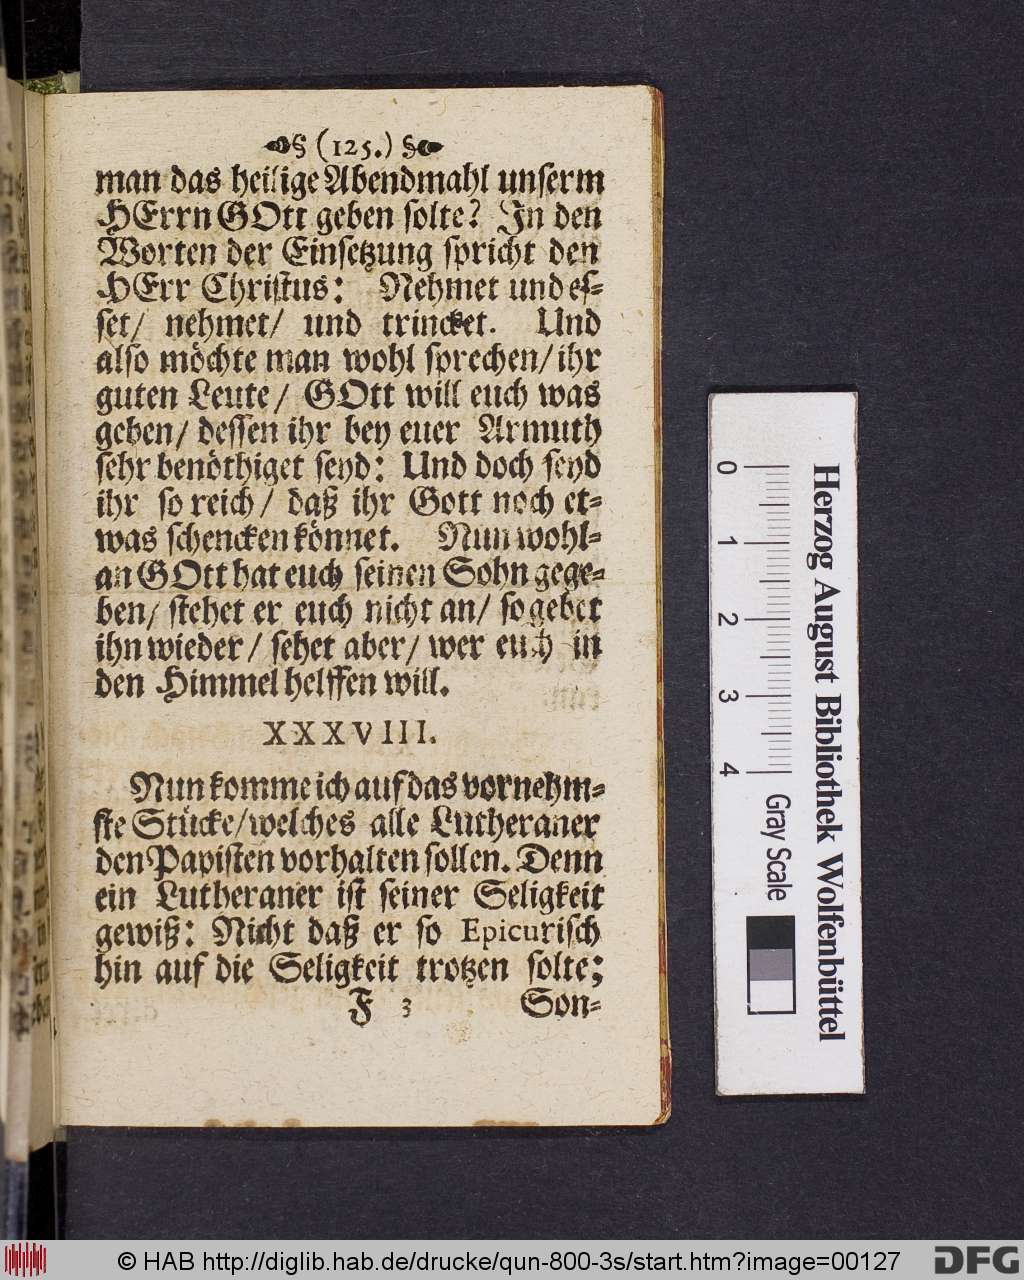 § (125.) §
man das heilige Abendmahl unserm
HErrn GOtt geben solte? In den
Worten der Einsetzung spricht den
HErr Christus: Nehmet und es-
set/ nehmet/ und trincket. Und
also möchte man wohl sprechen/ ihr
guten Leute/ GOtt will euch was
geben/ dessen ihr bey euer Armuth
sehr benöthiget seyd: Und doch seyd
ihr so reich/ daß ihr Gott noch et-
was schencken könnet. Nun wohl-
an GOtt hat euch seinen Sohn gege-
ben/ stehet er euch nicht an/ so gebet
ihn wieder/ sehet aber/ wer euch in
den Himmel helffen will.
XXXVIII.
Nun komme ich auf das vornehm-
ste Stücke/ welches alle Lutheraner
den Papisten vorhalten sollen. Denn
ein Lutheraner ist seiner Seligkeit
gewiß: Nicht daß er so Epicurisch
hin auf die Seligkeit trotzen solte;
F 3 Son-
Herzog August Bibliothek Wolfenbüttel
0 1 2 3 4 Gray Scale
© HAB http://diglib.hab.de/drucke/qun-800-3s/start.htm?image=00127
DFG